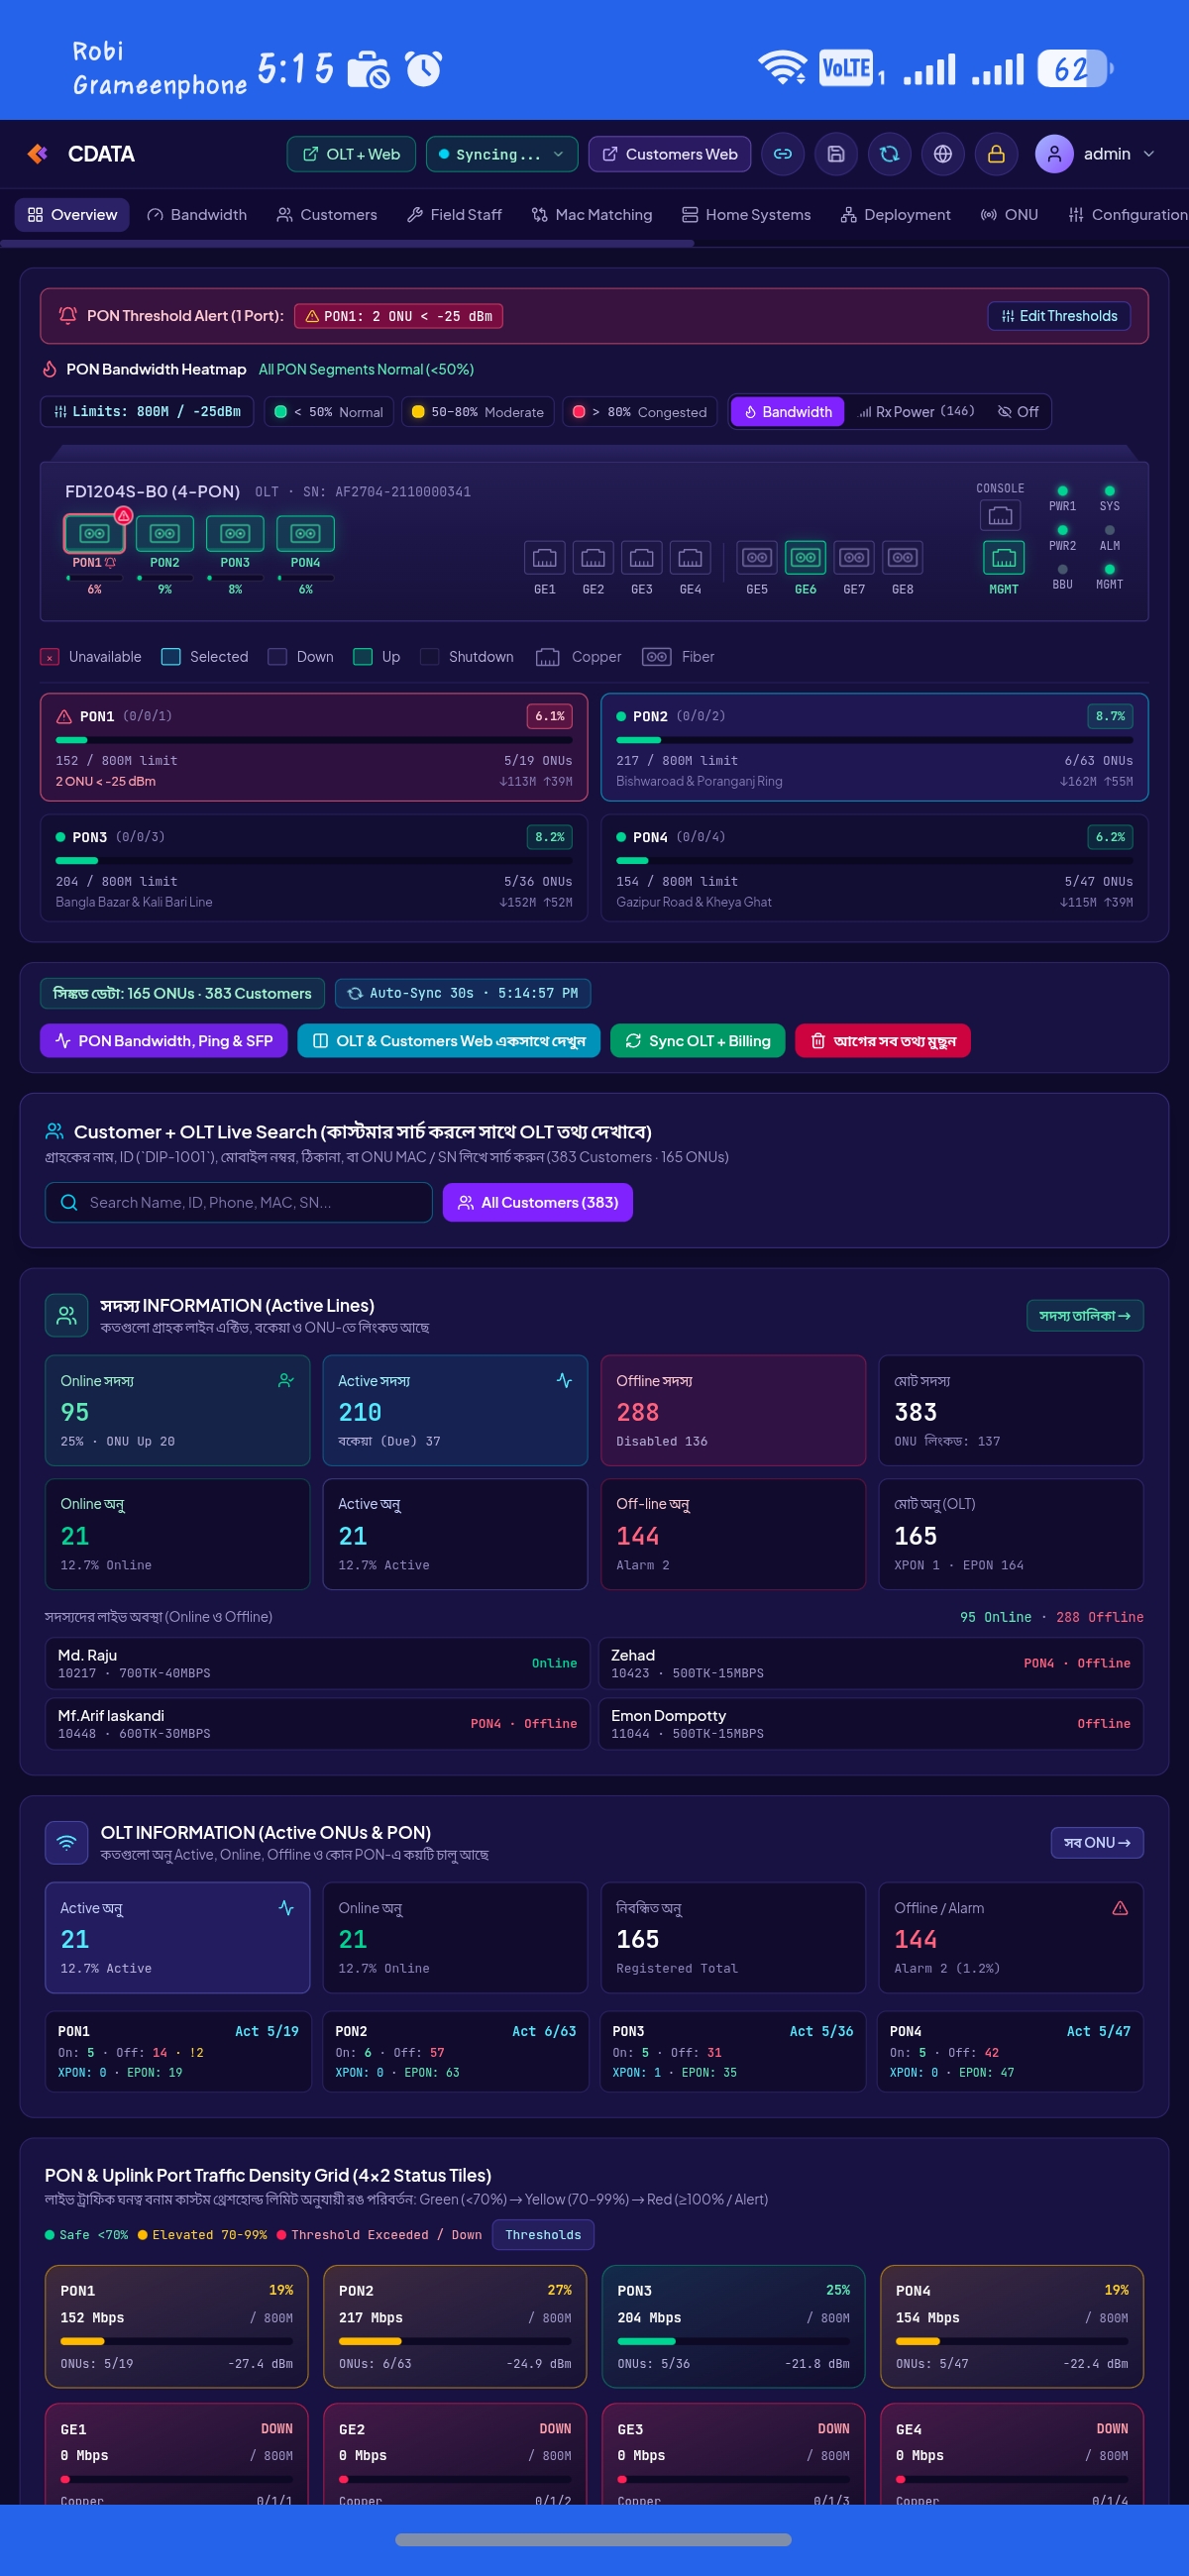 Robi
Grameenphone 5:15 VoLTE 1 62
CDATA OLT + Web Syncing... Customers Web admin
Overview Bandwidth Customers Field Staff Mac Matching Home Systems Deployment ONU Configuration
PON Threshold Alert (1 Port): PON1: 2 ONU < -25 dBm Edit Thresholds
PON Bandwidth Heatmap All PON Segments Normal (<50%)
Limits: 800M / -25dBm < 50% Normal 50-80% Moderate > 80% Congested Bandwidth Rx Power (146) Off
FD1204S-B0 (4-PON) OLT · SN: AF2704-2110000341 CONSOLE
PWR1 SYS
PWR2 ALM
PON1 PON2 PON3 PON4
6% 9% 8% 6% GE1 GE2 GE3 GE4 GE5 GE6 GE7 GE8 MGMT BBU MGMT
Unavailable Selected Down Up Shutdown Copper Fiber
PON1 (0/0/1) 6.1%
152 / 800M limit 5/19 ONUs
2 ONU < -25 dBm ↓113M ↑39M
PON2 (0/0/2) 8.7%
217 / 800M limit 6/63 ONUs
Bishwaroad & Poranganj Ring ↓162M ↑55M
PON3 (0/0/3) 8.2%
204 / 800M limit 5/36 ONUs
Bangla Bazar & Kali Bari Line ↓152M ↑52M
PON4 (0/0/4) 6.2%
154 / 800M limit 5/47 ONUs
Gazipur Road & Kheya Ghat ↓115M ↑39M
সিঙ্কড ডেটা: 165 ONUs · 383 Customers Auto-Sync 30s · 5:14:57 PM
PON Bandwidth, Ping & SFP OLT & Customers Web একসাথে দেখুন Sync OLT + Billing আগের সব তথ্য মুছুন
Customer + OLT Live Search (কাস্টমার সার্চ করলে সাথে OLT তথ্য দেখাবে)
গ্রাহকের নাম, ID (`DIP-1001`), মোবাইল নম্বর, ঠিকানা, বা ONU MAC / SN লিখে সার্চ করুন (383 Customers · 165 ONUs)
Search Name, ID, Phone, MAC, SN... All Customers (383)
সদস্য INFORMATION (Active Lines)
কতগুলো গ্রাহক লাইন এক্টিভ, বকেয়া ও ONU-তে লিংকড আছে
সদস্য তালিকা →
Online সদস্য
95
25% · ONU Up 20
Active সদস্য
210
বকেয়া (Due) 37
Offline সদস্য
288
Disabled 136
মোট সদস্য
383
ONU লিংকড: 137
Online অনু
21
12.7% Online
Active অনু
21
12.7% Active
Off-line অনু
144
Alarm 2
মোট অনু (OLT)
165
XPON 1 · EPON 164
সদস্যদের লাইভ অবস্থা (Online ও Offline) 95 Online · 288 Offline
Md. Raju
10217 · 700TK-40MBPS
Online
Zehad
10423 · 500TK-15MBPS
PON4 · Offline
Mf.Arif laskandi
10448 · 600TK-30MBPS
PON4 · Offline
Emon Dompotty
11044 · 500TK-15MBPS
Offline
OLT INFORMATION (Active ONUs & PON)
কতগুলো অনু Active, Online, Offline ও কোন PON-এ কয়টি চালু আছে
সব ONU →
Active অনু
21
12.7% Active
Online অনু
21
12.7% Online
নিবন্ধিত অনু
165
Registered Total
Offline / Alarm
144
Alarm 2 (1.2%)
PON1 Act 5/19
On: 5 · Off: 14 · !2
XPON: 0 · EPON: 19
PON2 Act 6/63
On: 6 · Off: 57
XPON: 0 · EPON: 63
PON3 Act 5/36
On: 5 · Off: 31
XPON: 1 · EPON: 35
PON4 Act 5/47
On: 5 · Off: 42
XPON: 0 · EPON: 47
PON & Uplink Port Traffic Density Grid (4×2 Status Tiles)
লাইভ ট্রাফিক ঘনত্ব বনাম কাস্টম থ্রেশহোল্ড লিমিট অনুযায়ী রঙ পরিবর্তন: Green (<70%) → Yellow (70-99%) → Red (≥100% / Alert)
Safe <70% Elevated 70-99% Threshold Exceeded / Down Thresholds
PON1 19%
152 Mbps / 800M
ONUs: 5/19 -27.4 dBm
PON2 27%
217 Mbps / 800M
ONUs: 6/63 -24.9 dBm
PON3 25%
204 Mbps / 800M
ONUs: 5/36 -21.8 dBm
PON4 19%
154 Mbps / 800M
ONUs: 5/47 -22.4 dBm
GE1 DOWN
0 Mbps / 800M
Copper 0/1/1
GE2 DOWN
0 Mbps / 800M
Copper 0/1/2
GE3 DOWN
0 Mbps / 800M
Copper 0/1/3
GE4 DOWN
0 Mbps / 800M
Copper 0/1/4